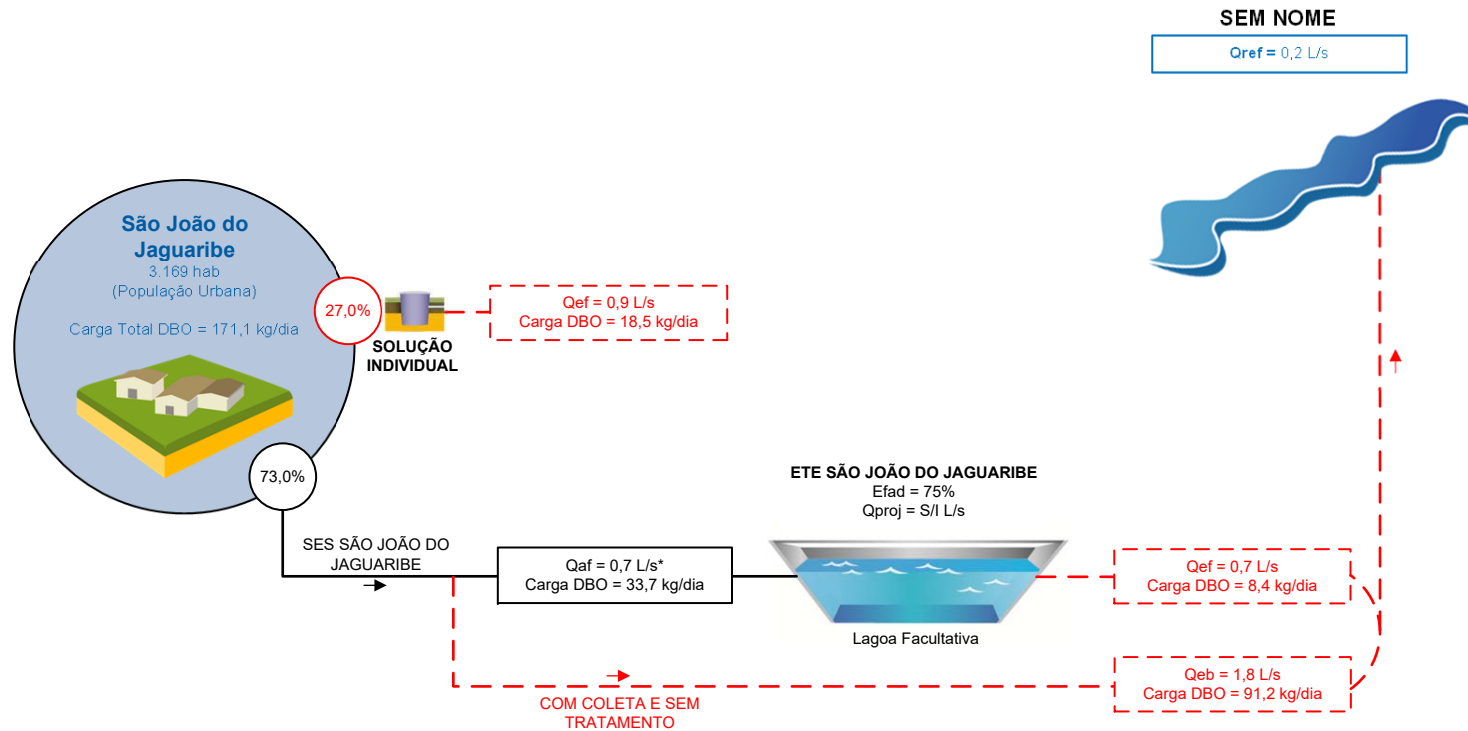 SEM NOME
Qref = 0,2 L/s
São João do
Jaguaribe
3.169 hab
(População Urbana)
Carga Total DBO = 171,1 kg/dia
27,0%
SOLUÇÃO
INDIVIDUAL
Qef = 0,9 L/s
Carga DBO = 18,5 kg/dia
73,0%
SES SÃO JOÃO DO
JAGUARIBE
Qaf = 0,7 L/s*
Carga DBO = 33,7 kg/dia
ETE SÃO JOÃO DO JAGUARIBE
Efad = 75%
Qproj = S/I L/s
Lagoa Facultativa
Qef = 0,7 L/s
Carga DBO = 8,4 kg/dia
COM COLETA E SEM
TRATAMENTO
Qeb = 1,8 L/s
Carga DBO = 91,2 kg/dia